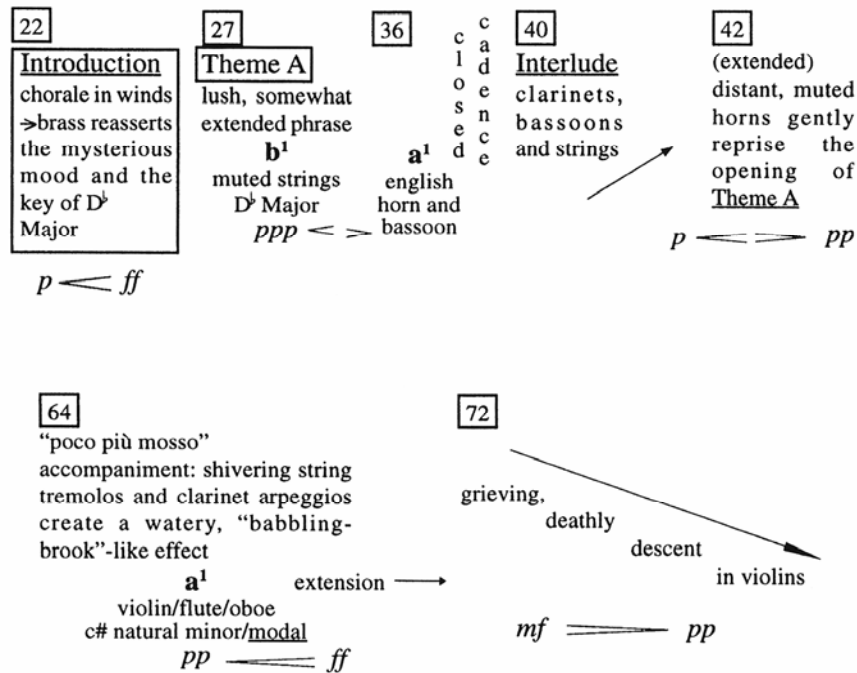 22
Introduction
chorale in winds
→brass reasserts
the mysterious
mood and the
key of D♭
Major
p < ff
27
Theme A
lush, somewhat
extended phrase
b¹
muted strings
D♭ Major
ppp < >
36
closed
cadence
a¹
english
horn and
bassoon
40
Interlude
clarinets,
bassoons
and strings
42
(extended)
distant, muted
horns gently
reprise the
opening of
Theme A
p < > pp
64
“poco più mosso”
accompaniment: shivering string
tremolos and clarinet arpeggios
create a watery, “babbling-
brook”-like effect
a¹ extension →
violin/flute/oboe
c# natural minor/modal
pp < ff
72
grieving,
deathly
descent
in violins
mf > pp